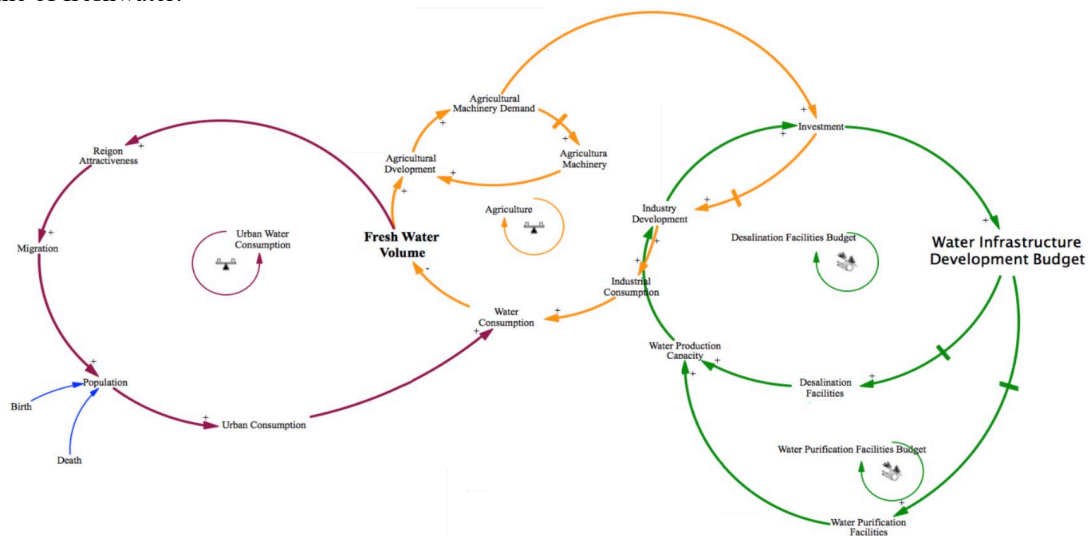 Agricultural
Machinery Demand
Investment
Reigon
Attractiveness
Agricultural
Dvelopment
Agricultura
Machinery
Agriculture
Industry
Development
Urban Water
Consumption
Migration
Fresh Water
Volume
Desalination Facilities Budget
Water Infrastructure
Development Budget
Industrial
Consumption
Water
Consumption
Water Production
Capacity
Population
Desalination
Facilities
Birth
Urban Consumption
Death
Water Purification Facilities Budget
Water Purification
Facilities